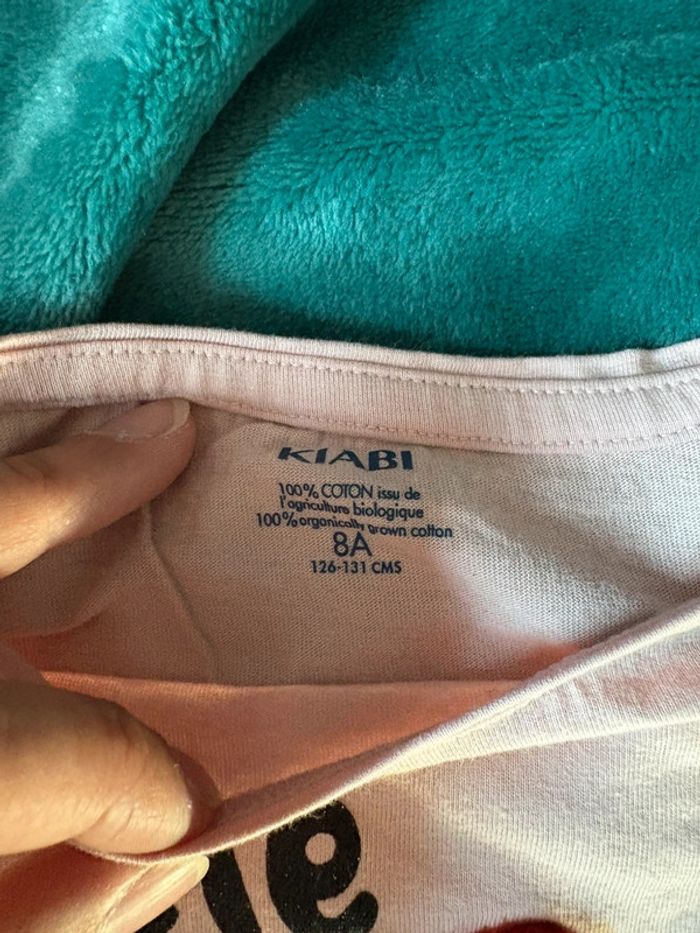 KIABI
100% COTON issu de
l'agriculture biologique
100% organically grown cotton
8A
126-131 CMS